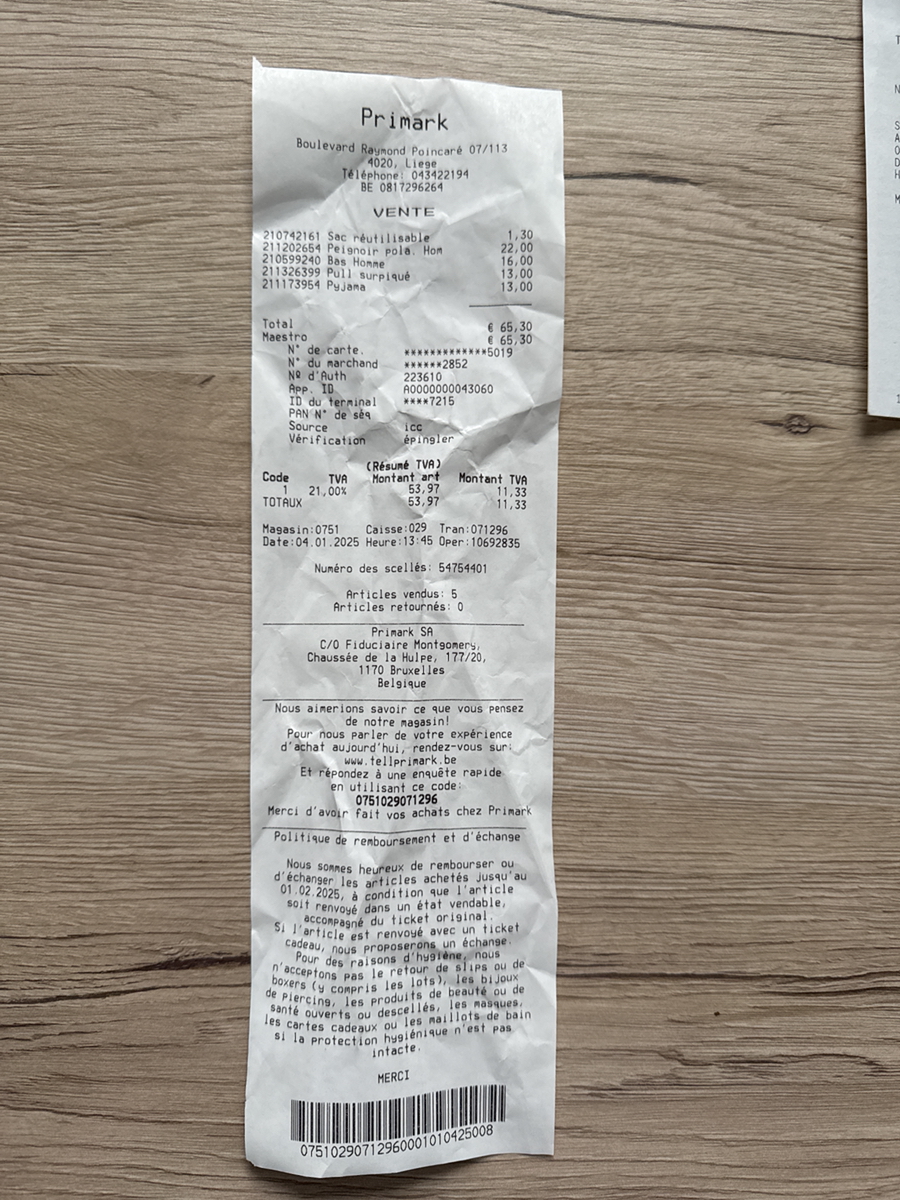 Primark
Boulevard Raymond Poincaré 07/113
4020, Liege
Téléphone: 043422194
BE 0817296264
VENTE
210742161 Sac réutilisable 1,30
211202654 Peignoir pola. Hom 22,00
210599240 Bas Homme 16,00
211326399 Pull surpiqué 13,00
211173954 Pyjama 13,00
Total € 65,30
Maestro € 65,30
N° de carte. ************5019
N° du marchand ******2852
Nº d'Auth 223610
App. ID A0000000043060
ID du terminal ****7215
PAN N° de séq
Source icc
Vérification épingler
(Résumé TVA)
Code TVA Montant art Montant TVA
1 21,00% 53,97 11,33
TOTAUX 53,97 11,33
Magasin:0751 Caisse:029 Tran:071296
Date:04.01.2025 Heure:13:45 Oper:10692835
Numéro des scellés: 54754401
Articles vendus: 5
Articles retournés: 0
Primark SA
C/O Fiduciaire Montgomery,
Chaussée de la Hulpe, 177/20,
1170 Bruxelles
Belgique
Nous aimerions savoir ce que vous pensez
de notre magasin!
Pour nous parler de votre expérience
d'achat aujourd'hui, rendez-vous sur:
www.tellprimark.be
Et répondez à une enquête rapide
en utilisant ce code:
0751029071296
Merci d'avoir fait vos achats chez Primark
Politique de remboursement et d'échange
Nous sommes heureux de rembourser ou
d'échanger les articles achetés jusqu'au
01.02.2025, à condition que l'article
soit renvoyé dans un état vendable,
accompagné du ticket original.
Si l'article est renvoyé avec un ticket
cadeau, nous proposerons un échange.
Pour des raisons d'hygiène, nous
n'acceptons pas le retour de slips ou de
boxers (y compris les lots), les bijoux
de piercing, les produits de beauté ou de
santé ouverts ou descellés, les masques,
les cartes cadeaux ou les maillots de bain
si la protection hygiénique n'est pas
intacte.
MERCI
07510290712960001010425008